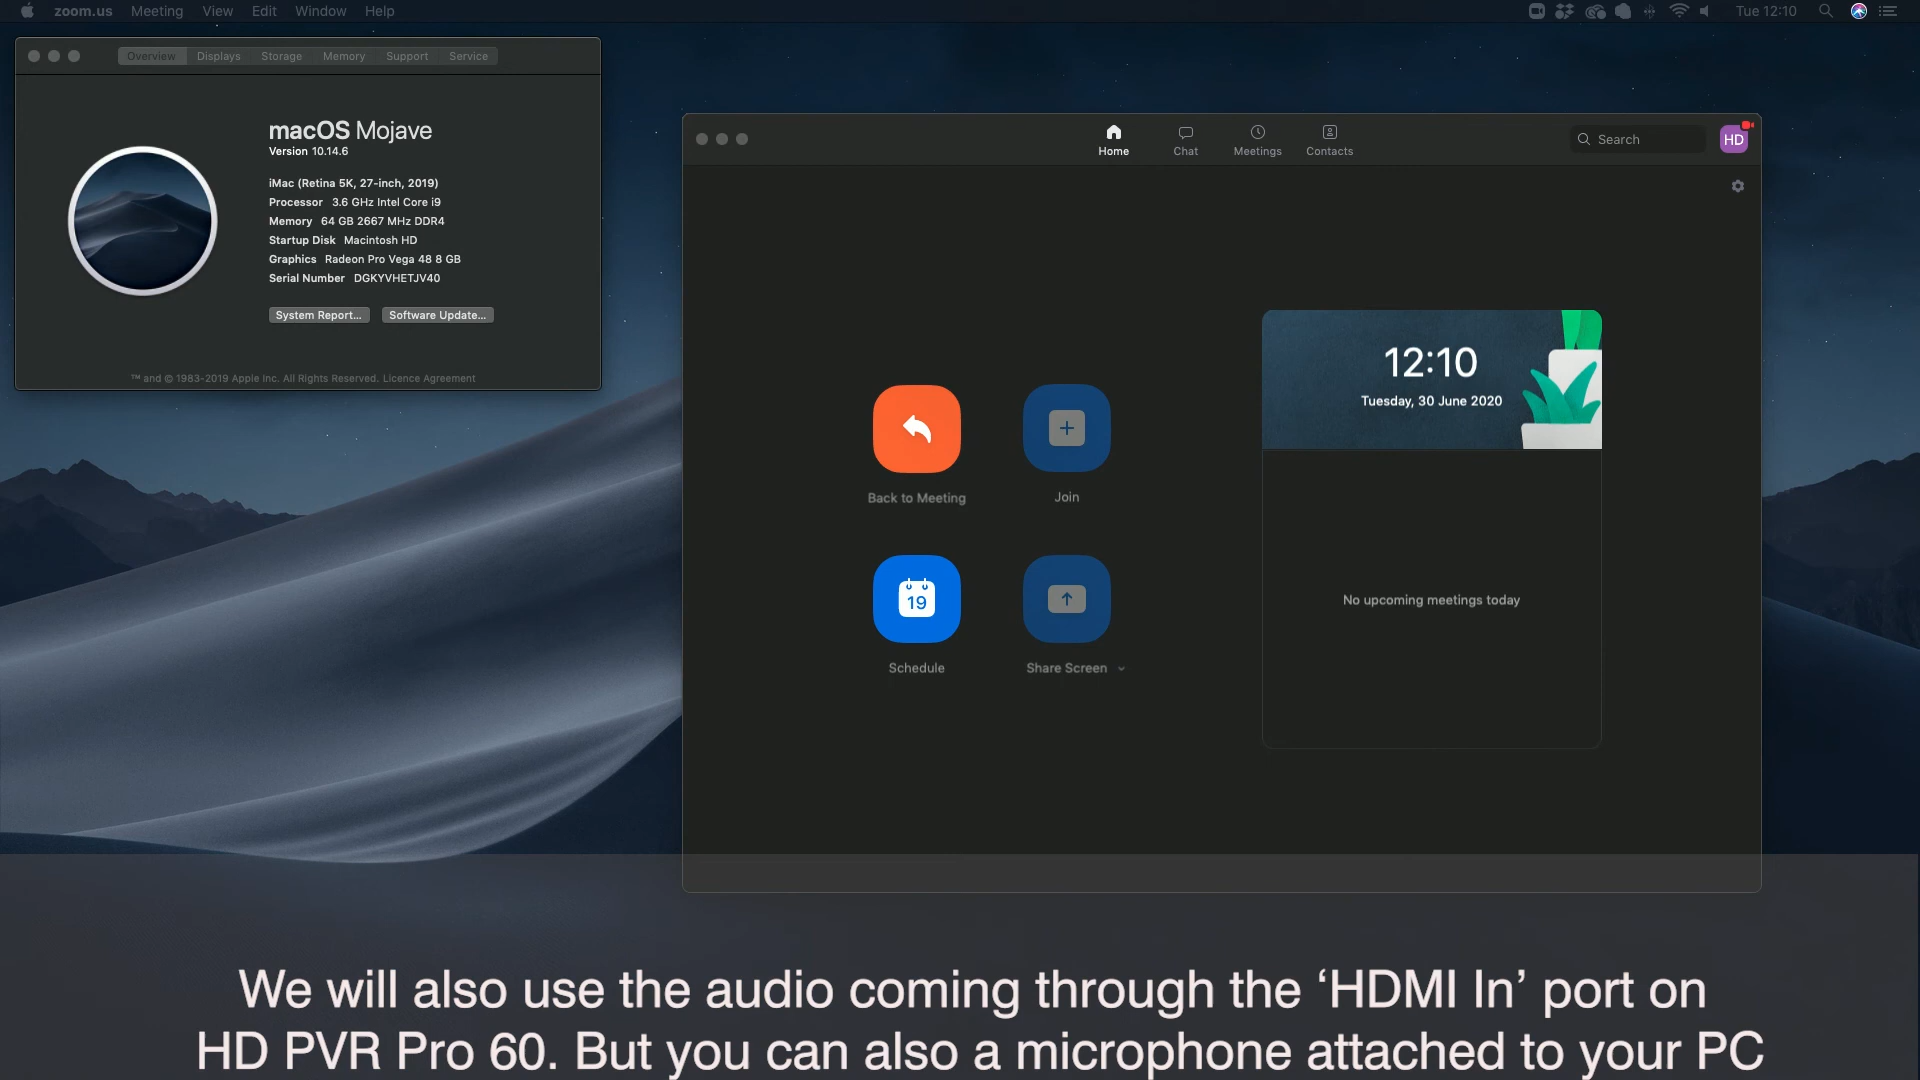 zoom.us Meeting View Edit Window Help Tue 12:10
Overview Displays Storage Memory Support Service
macOS Mojave
Version 10.14.6
iMac (Retina 5K, 27-inch, 2019)
Processor 3.6 GHz Intel Core i9
Memory 64 GB 2667 MHz DDR4
Startup Disk Macintosh HD
Graphics Radeon Pro Vega 48 8 GB
Serial Number DGKYVHETJV40
System Report... Software Update...
™ and © 1983-2019 Apple Inc. All Rights Reserved. Licence Agreement
Home Chat Meetings Contacts Search HD
12:10
Tuesday, 30 June 2020
Back to Meeting Join
19
No upcoming meetings today
Schedule Share Screen
We will also use the audio coming through the ‘HDMI In’ port on
HD PVR Pro 60. But you can also a microphone attached to your PC